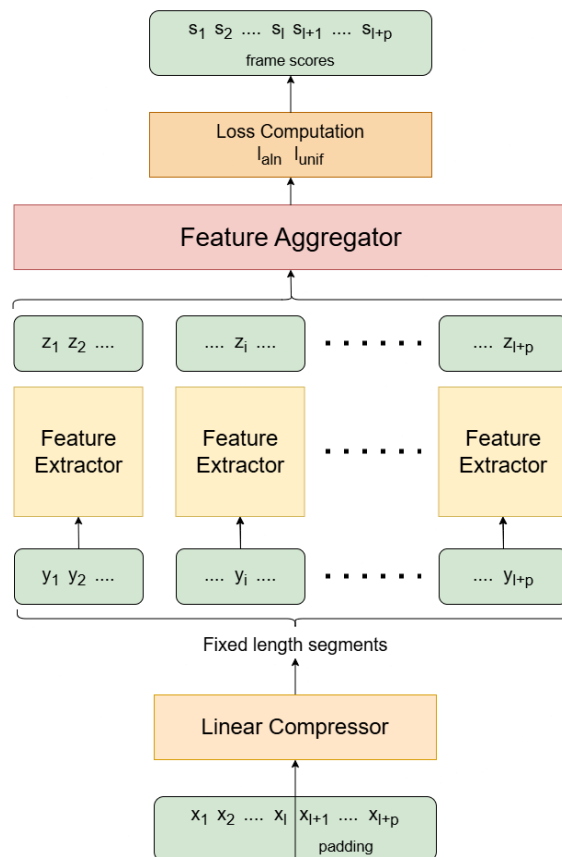 s1 s2 .... sl sl+1 .... sl+p
frame scores
Loss Computation
laln lunif
Feature Aggregator
z1 z2 .... .... zi .... .... zl+p
Feature Feature Feature
Extractor Extractor Extractor
y1 y2 .... .... yi .... .... yl+p
Fixed length segments
Linear Compressor
x1 x2 .... xl xl+1 .... xl+p
padding